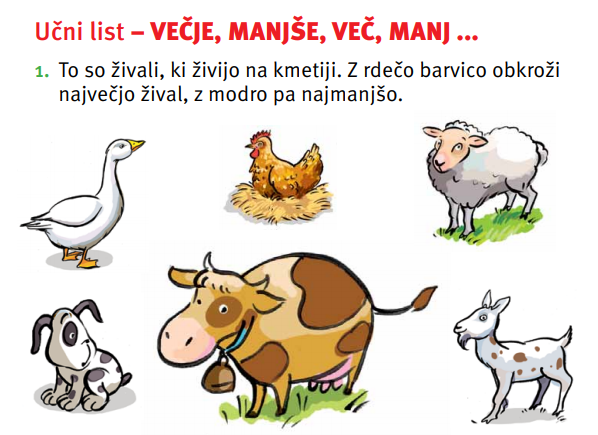 Učni list – VEČJE, MANJŠE, VEČ, MANJ ...
1. To so živali, ki živijo na kmetiji. Z rdečo barvico obkroži
največjo žival, z modro pa najmanjšo.